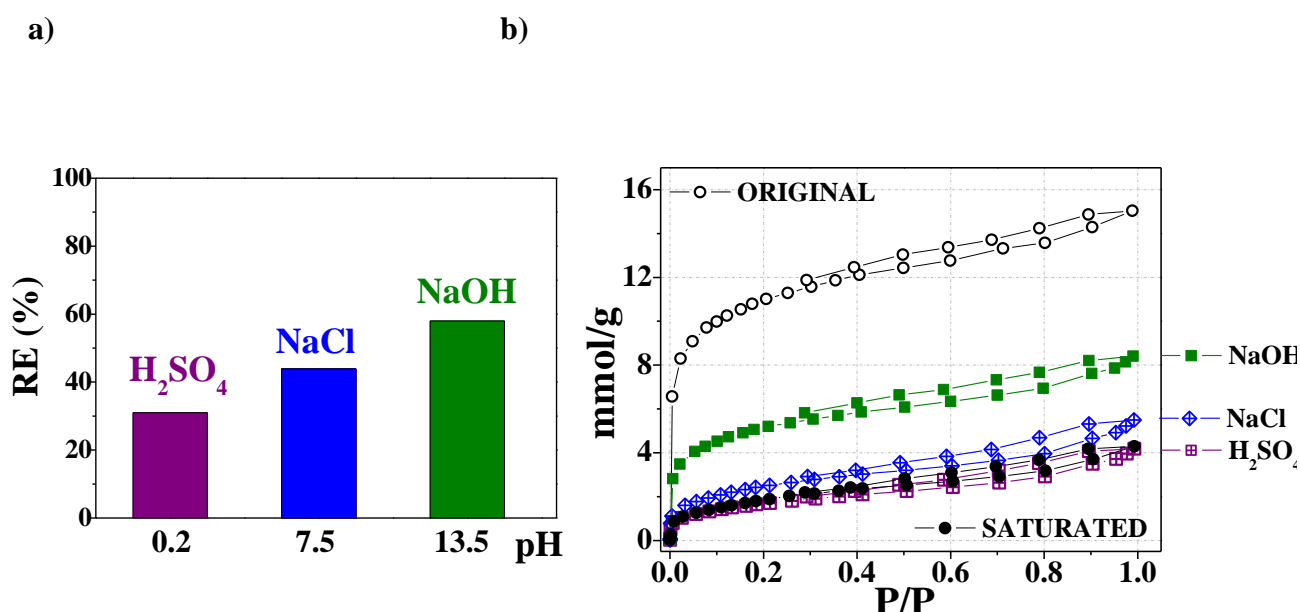 a)
b)
100
80
60
40
20
0
RE (%)
H₂SO₄
NaCl
NaOH
0.2
7.5
13.5
pH
16
12
8
4
0
mmol/g
ORIGINAL
NaOH
NaCl
H₂SO₄
SATURATED
0.0
0.2
0.4
0.6
0.8
1.0
P/P